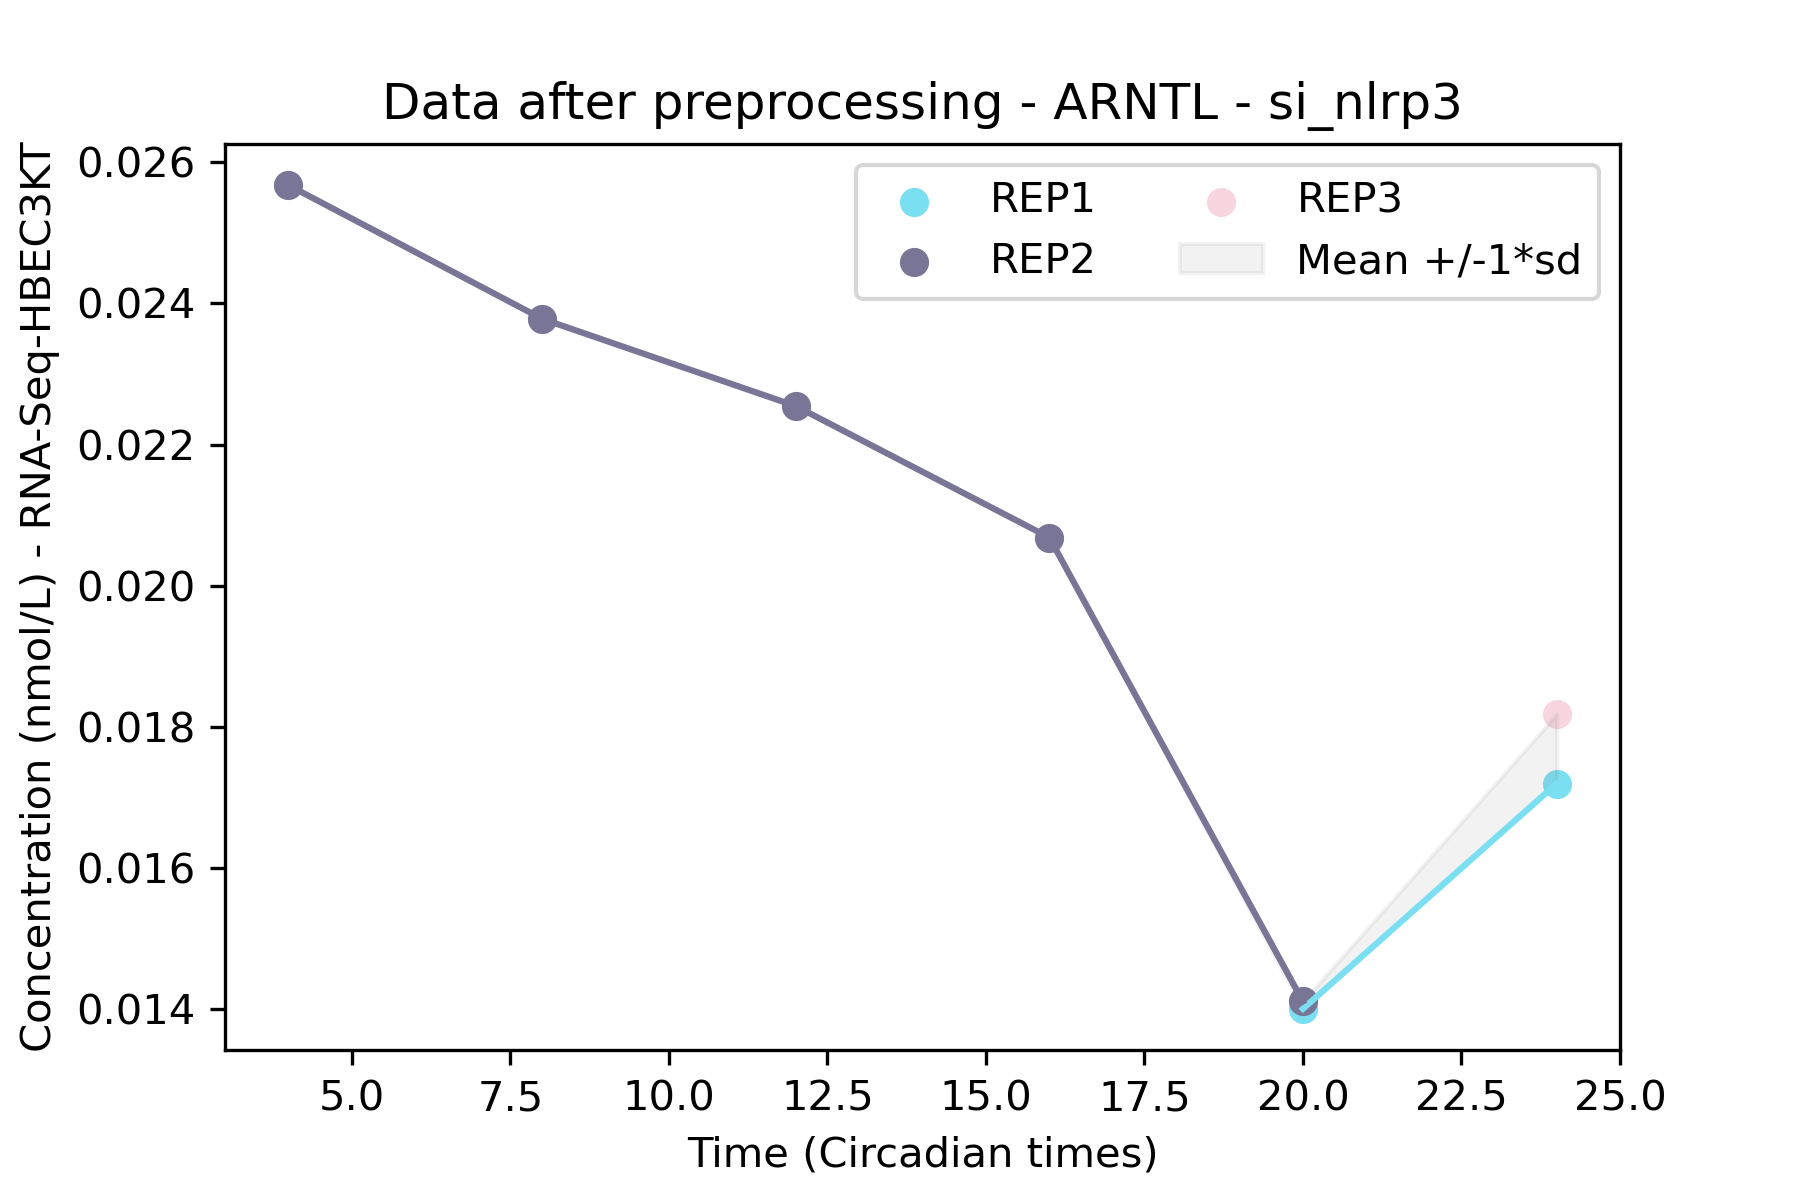 Data after preprocessing - ARNTL - si_nlrp3
Concentration (nmol/L) - RNA-Seq-HBEC3KT
0.026
0.024
0.022
0.020
0.018
0.016
0.014
REP1
REP2
REP3
Mean +/-1*sd
5.0
7.5
10.0
12.5
15.0
17.5
20.0
22.5
25.0
Time (Circadian times)